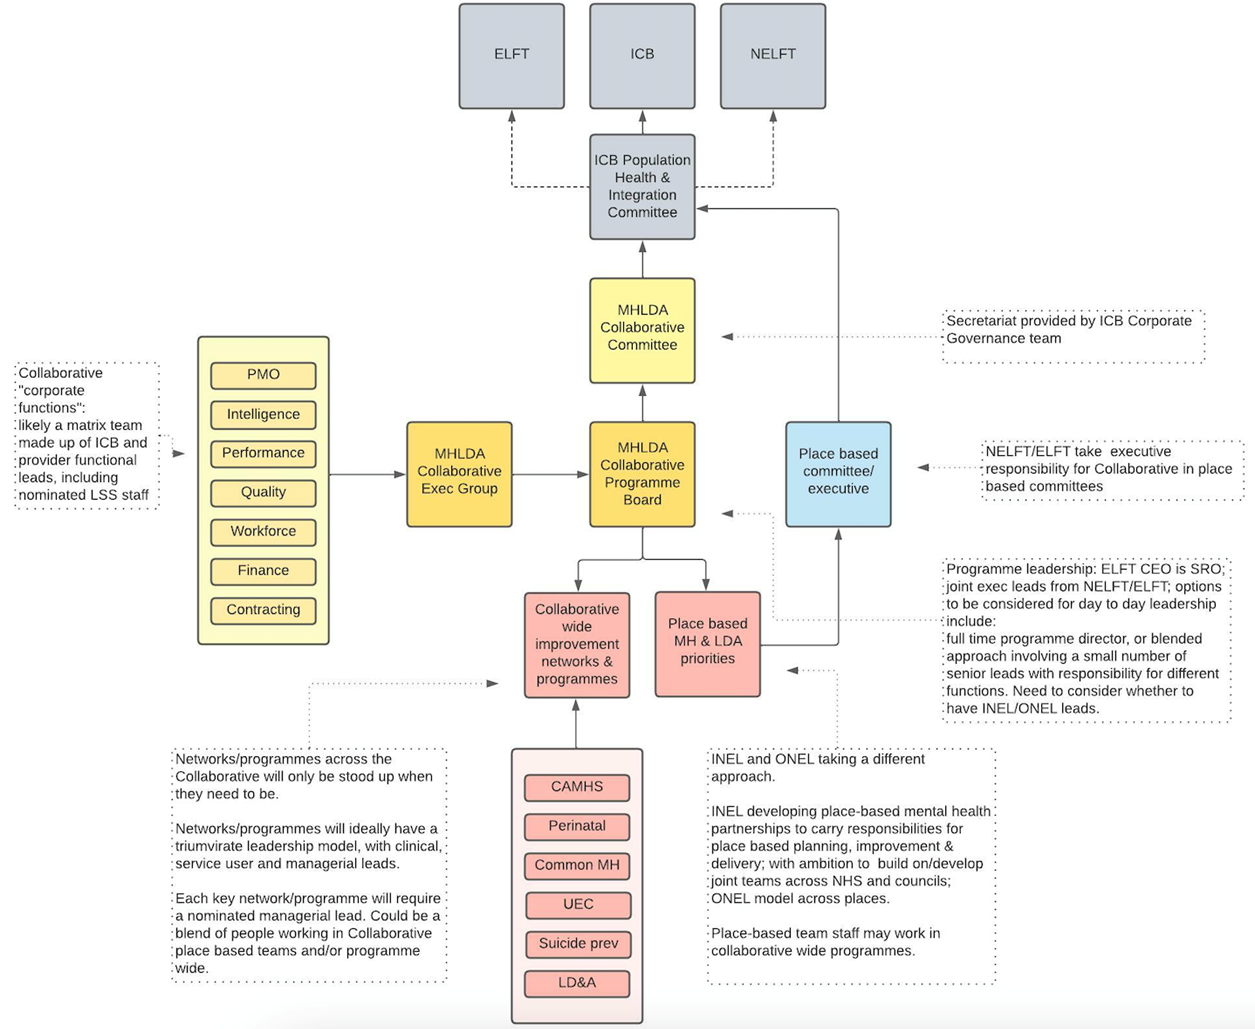 ELFT
ICB
NELFT
ICB Population
Health &
Integration
Committee
MHLDA
Collaborative
Committee
Secretariat provided by ICB Corporate
Governance team
Collaborative
"corporate
functions":
likely a matrix team
made up of ICB and
provider functional
leads, including
nominated LSS staff
PMO
Intelligence
Performance
Quality
Workforce
Finance
Contracting
MHLDA
Collaborative
Exec Group
MHLDA
Collaborative
Programme
Board
Place based
committee/
executive
NELFT/ELFT take  executive
responsibility for Collaborative in place
based committees
Programme leadership: ELFT CEO is SRO;
joint exec leads from NELFT/ELFT; options
to be considered for day to day leadership
include:
full time programme director, or blended
approach involving a small number of
senior leads with responsibility for different
functions. Need to consider whether to
have INEL/ONEL leads.
Collaborative
wide
improvement
networks &
programmes
Place based
MH & LDA
priorities
Networks/programmes across the
Collaborative will only be stood up when
they need to be.
Networks/programmes will ideally have a
triumvirate leadership model, with clinical,
service user and managerial leads.
Each key network/programme will require
a nominated managerial lead. Could be a
blend of people working in Collaborative
place based teams and/or programme
wide.
CAMHS
Perinatal
Common MH
UEC
Suicide prev
LD&A
INEL and ONEL taking a different
approach.
INEL developing place-based mental health
partnerships to carry responsibilities for
place based planning, improvement &
delivery; with ambition to  build on/develop
joint teams across NHS and councils;
ONEL model across places.
Place-based team staff may work in
collaborative wide programmes.